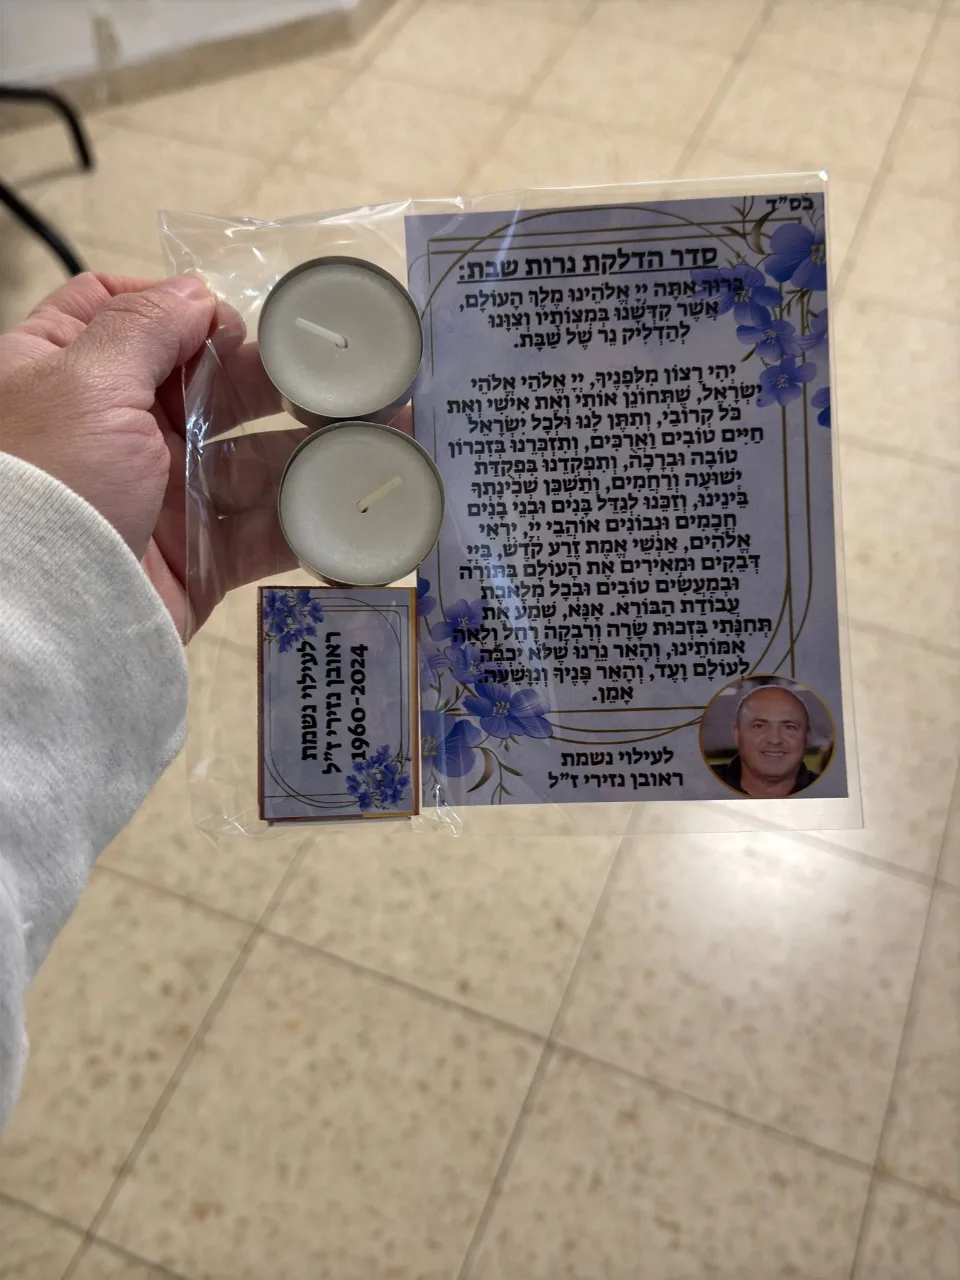 בס״ד
סדר הדלקת נרות שבת:
בָּרוּךְ אַתָּה יְיָ אֱלֹהֵינוּ מֶלֶךְ הָעוֹלָם,
אֲשֶׁר קִדְּשָׁנוּ בְּמִצְוֹתָיו וְצִוָּנוּ
לְהַדְלִיק נֵר שֶׁל שַׁבָּת.
יְהִי רָצוֹן מִלְּפָנֶיךָ, יְיָ אֱלֹהַי אֱלֹהֵי
יִשְׂרָאֵל, שֶׁתְּחוֹנֵן אוֹתִי וְאֶת אִישִׁי וְאֶת
כֹּל קְרוֹבַי, וְתִתֵּן לָנוּ וּלְכָל יִשְׂרָאֵל
חַיִּים טוֹבִים וַאֲרֻכִּים, וְתִזְכְּרֵנוּ בְּזִכְרוֹן
טוֹבָה וּבְרָכָה, וְתִפְקְדֵנוּ בִּפְקֻדַּת
יְשׁוּעָה וְרַחֲמִים, וְתַשְׁכֵּן שְׁכִינָתְךָ
בֵּינֵינוּ, וְזַכֵּנוּ לְגַדֵּל בָּנִים וּבְנֵי בָנִים
חֲכָמִים וּנְבוֹנִים אוֹהֲבֵי יְיָ, יִרְאֵי
אֱלֹהִים, אַנְשֵׁי אֱמֶת זֶרַע קֹדֶשׁ, בַּיְיָ
דְּבֵקִים וּמְאִירִים אֶת הָעוֹלָם בְּתוֹרָה
וּבְמַעֲשִׂים טוֹבִים וּבְכָל מְלֶאכֶת
עֲבוֹדַת הַבּוֹרֵא. אָנָּא, שְׁמַע אֶת
תְּחִנָּתִי בִּזְכוּת שָׂרָה וְרִבְקָה רָחֵל וְלֵאָה
אִמּוֹתֵינוּ, וְהָאֵר נֵרֵנוּ שֶׁלֹּא יִכְבֶּה
לְעוֹלָם וָעֶד, וְהָאֵר פָּנֶיךָ וְנִוָּשֵׁעָה.
אָמֵן.
לעילוי נשמת
ראובן נזירי ז״ל
לעילוי נשמת
ראובן נזירי ז״ל
1960-2024